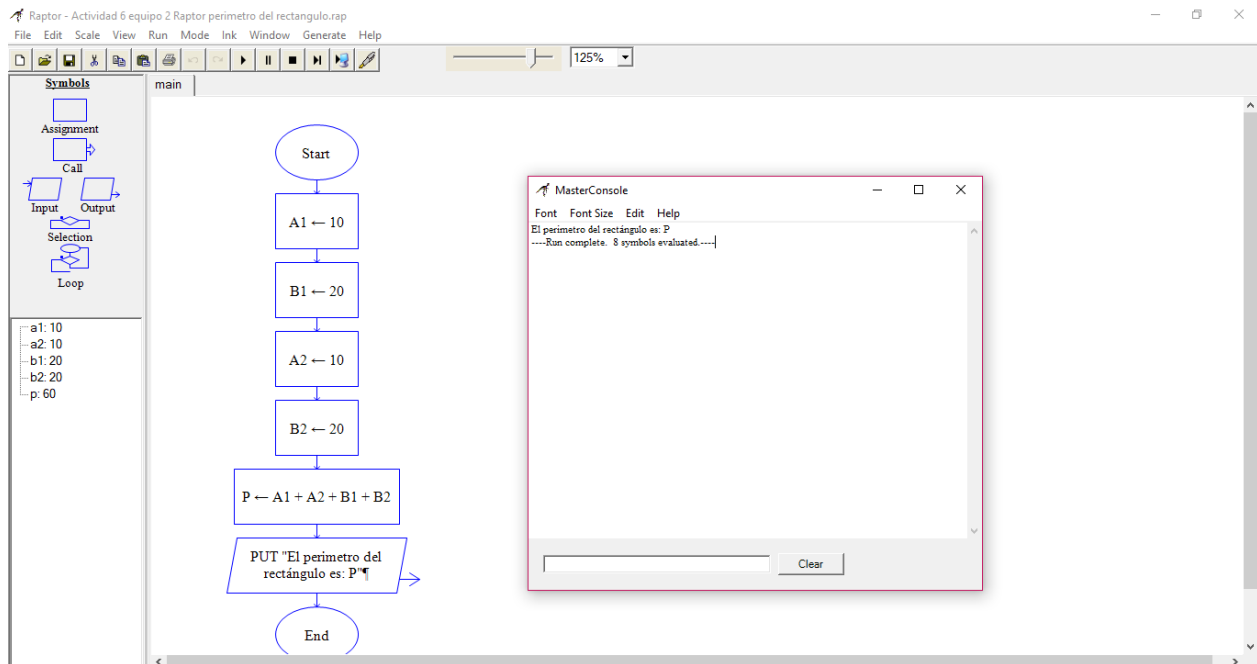 Raptor - Actividad 6 equipo 2 Raptor perimetro del rectangulo.rap
File Edit Scale View Run Mode Ink Window Generate Help
125%
Symbols
Assignment
Call
Input Output
Selection
Loop
a1: 10
a2: 10
b1: 20
b2: 20
p: 60
main
Start
A1 ← 10
B1 ← 20
A2 ← 10
B2 ← 20
P ← A1 + A2 + B1 + B2
PUT "El perimetro del
rectángulo es: P"¶
End
MasterConsole
Font Font Size Edit Help
El perimetro del rectángulo es: P
----Run complete. 8 symbols evaluated.----
Clear